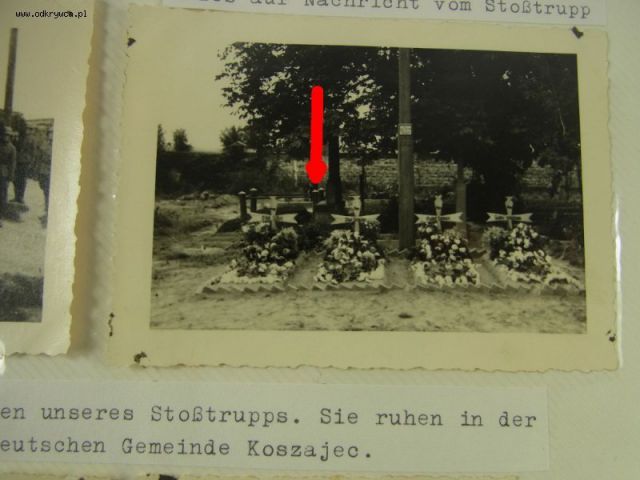 www.odkrywca.pl
auf Nachricht vom Stoßtrupp
en unseres Stoßtrupps. Sie ruhen in der
eutschen Gemeinde Koszajec.